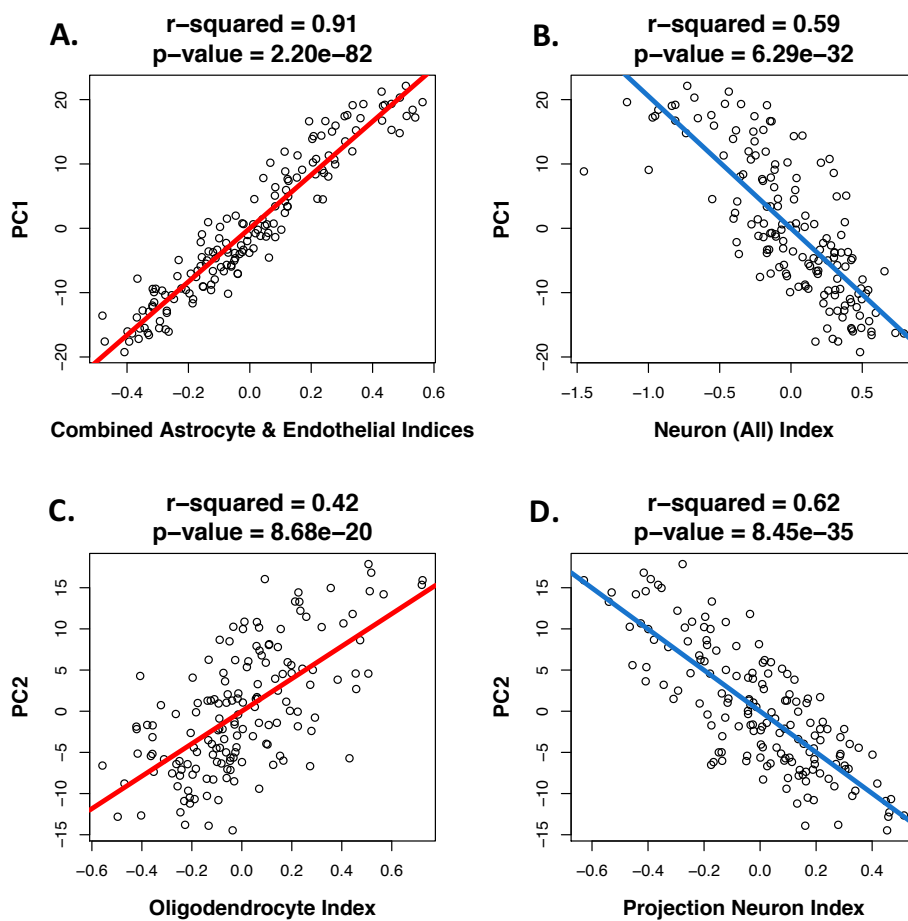 A.
r−squared = 0.91
p−value = 2.20e−82
PC1
20
10
0
−10
−20
−0.4 −0.2 0.0 0.2 0.4 0.6
Combined Astrocyte & Endothelial Indices
B.
r−squared = 0.59
p−value = 6.29e−32
PC1
20
10
0
−10
−20
−1.5 −1.0 −0.5 0.0 0.5
Neuron (All) Index
C.
r−squared = 0.42
p−value = 8.68e−20
PC2
15
10
5
0
−5
−10
−15
−0.6 −0.4 −0.2 0.0 0.2 0.4 0.6
Oligodendrocyte Index
D.
r−squared = 0.62
p−value = 8.45e−35
PC2
15
10
5
0
−5
−10
−15
−0.6 −0.4 −0.2 0.0 0.2 0.4
Projection Neuron Index